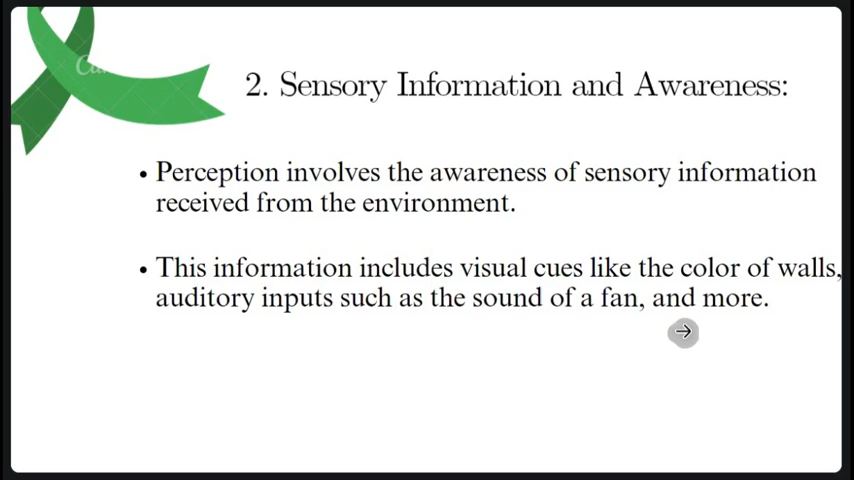 2. Sensory Information and Awareness:
• Perception involves the awareness of sensory information
received from the environment.
• This information includes visual cues like the color of walls,
auditory inputs such as the sound of a fan, and more.